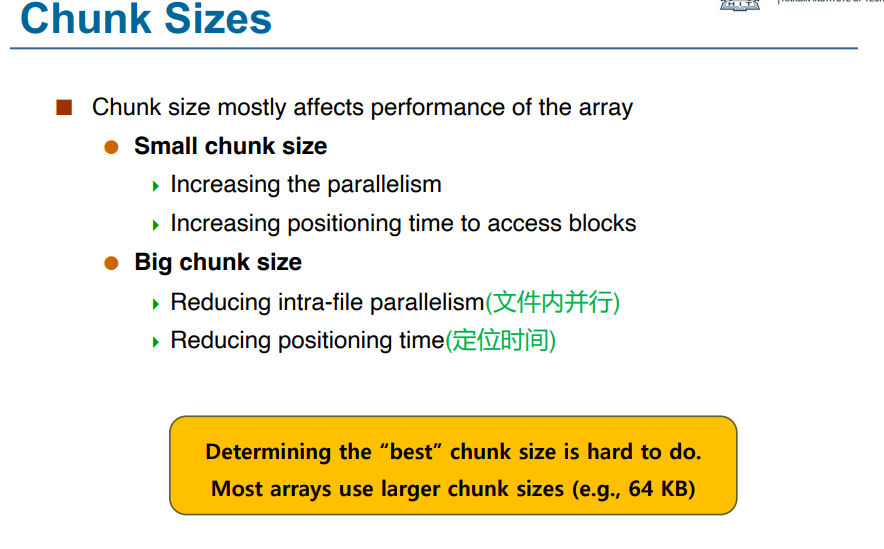 Chunk Sizes
Chunk size mostly affects performance of the array
Small chunk size
Increasing the parallelism
Increasing positioning time to access blocks
Big chunk size
Reducing intra-file parallelism(文件内并行)
Reducing positioning time(定位时间)
Determining the “best” chunk size is hard to do.
Most arrays use larger chunk sizes (e.g., 64 KB)